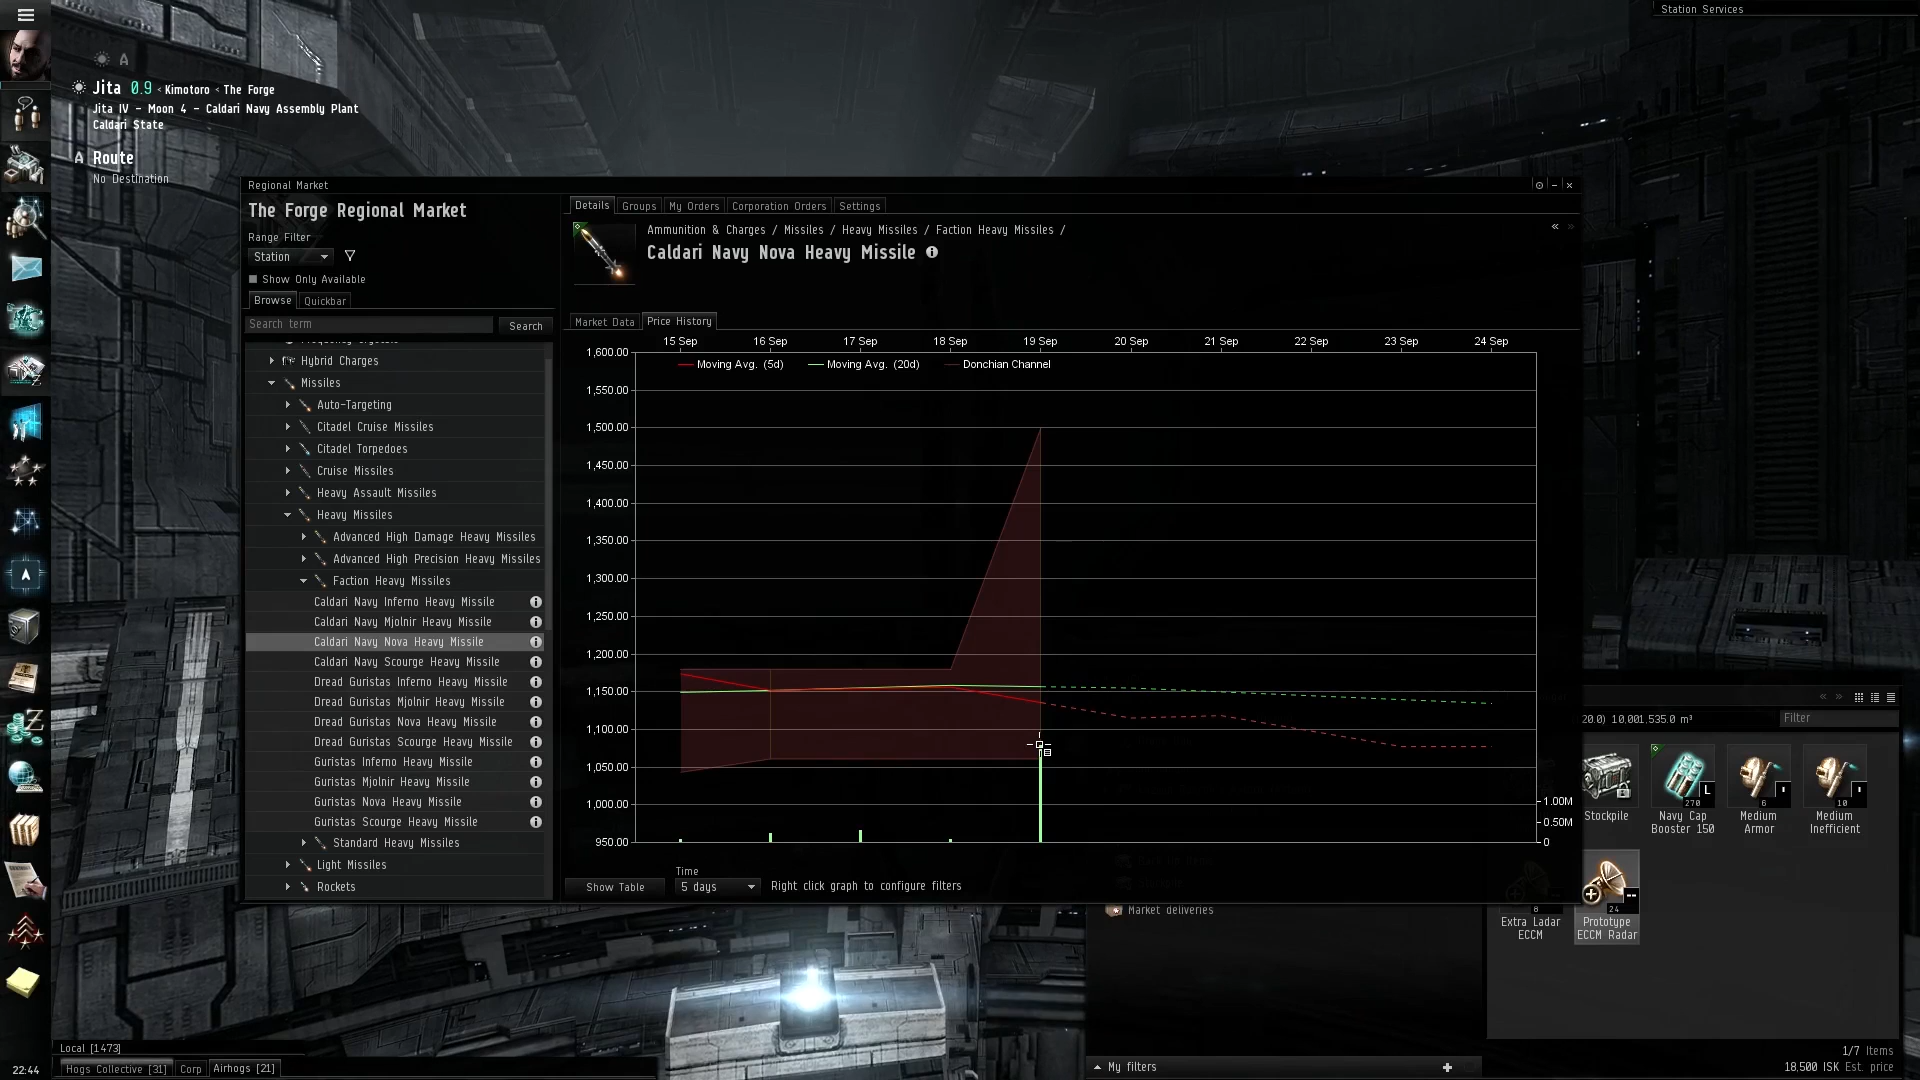 Station Services
A
Jita 0.9 < Kimotoro < The Forge
Jita IV - Moon 4 - Caldari Navy Assembly Plant
Caldari State
A Route
No Destination
Regional Market
The Forge Regional Market
Range Filter
Station
Show Only Available
Browse
Quickbar
Search term
Search
Hybrid Charges
Missiles
Auto-Targeting
Citadel Cruise Missiles
Citadel Torpedoes
Cruise Missiles
Heavy Assault Missiles
Heavy Missiles
Advanced High Damage Heavy Missiles
Advanced High Precision Heavy Missiles
Faction Heavy Missiles
Caldari Navy Inferno Heavy Missile
Caldari Navy Mjolnir Heavy Missile
Caldari Navy Nova Heavy Missile
Caldari Navy Scourge Heavy Missile
Dread Guristas Inferno Heavy Missile
Dread Guristas Mjolnir Heavy Missile
Dread Guristas Nova Heavy Missile
Dread Guristas Scourge Heavy Missile
Guristas Inferno Heavy Missile
Guristas Mjolnir Heavy Missile
Guristas Nova Heavy Missile
Guristas Scourge Heavy Missile
Standard Heavy Missiles
Light Missiles
Rockets
Details
Groups
My Orders
Corporation Orders
Settings
Ammunition & Charges / Missiles / Heavy Missiles / Faction Heavy Missiles /
Caldari Navy Nova Heavy Missile
Market Data
Price History
15 Sep 16 Sep 17 Sep 18 Sep 19 Sep 20 Sep 21 Sep 22 Sep 23 Sep 24 Sep
Moving Avg. (5d) Moving Avg. (20d) Donchian Channel
1,600.00
1,550.00
1,500.00
1,450.00
1,400.00
1,350.00
1,300.00
1,250.00
1,200.00
1,150.00
1,100.00
1,050.00
1,000.00
950.00
1.00M
0.50M
0
Show Table
Time
5 days
Right click graph to configure filters
Market deliveries
My filters
20.0) 10,001,535.0 m³
Filter
Stockpile
L
270
Navy Cap
Booster 150
6
Medium
Armor
10
Medium
Inefficient
8
Extra Ladar
ECCM
24
Prototype
ECCM Radar
1/7 Items
18,500 ISK Est. price
Local [1473]
Hogs Collective [31]
Corp
Airhogs [21]
22:44